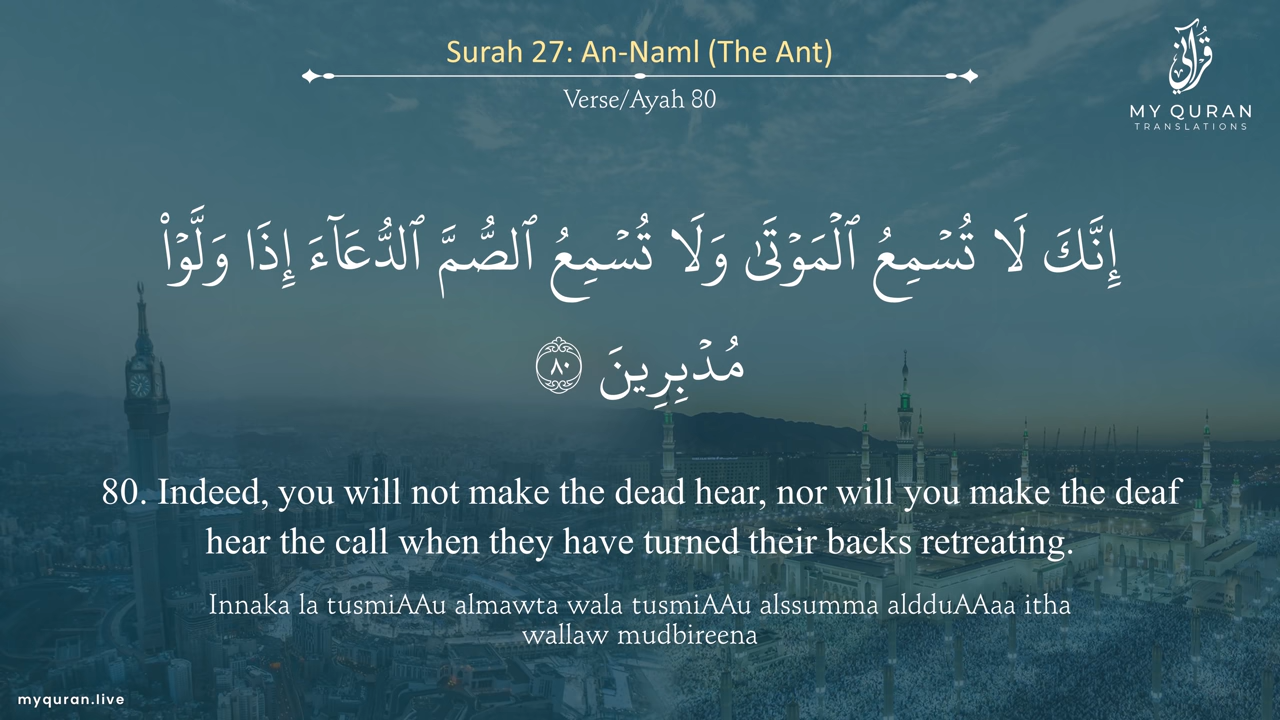 Surah 27: An-Naml (The Ant)
Verse/Ayah 80
قرآني
MY QURAN
TRANSLATIONS
إِنَّكَ لَا تُسْمِعُ ٱلْمَوْتَىٰ وَلَا تُسْمِعُ ٱلصُّمَّ ٱلدُّعَآءَ إِذَا وَلَّوْا۟
مُدْبِرِينَ ٨٠
80. Indeed, you will not make the dead hear, nor will you make the deaf
hear the call when they have turned their backs retreating.
Innaka la tusmiAAu almawta wala tusmiAAu alssumma aldduAAaa itha
wallaw mudbireena
myquran.live